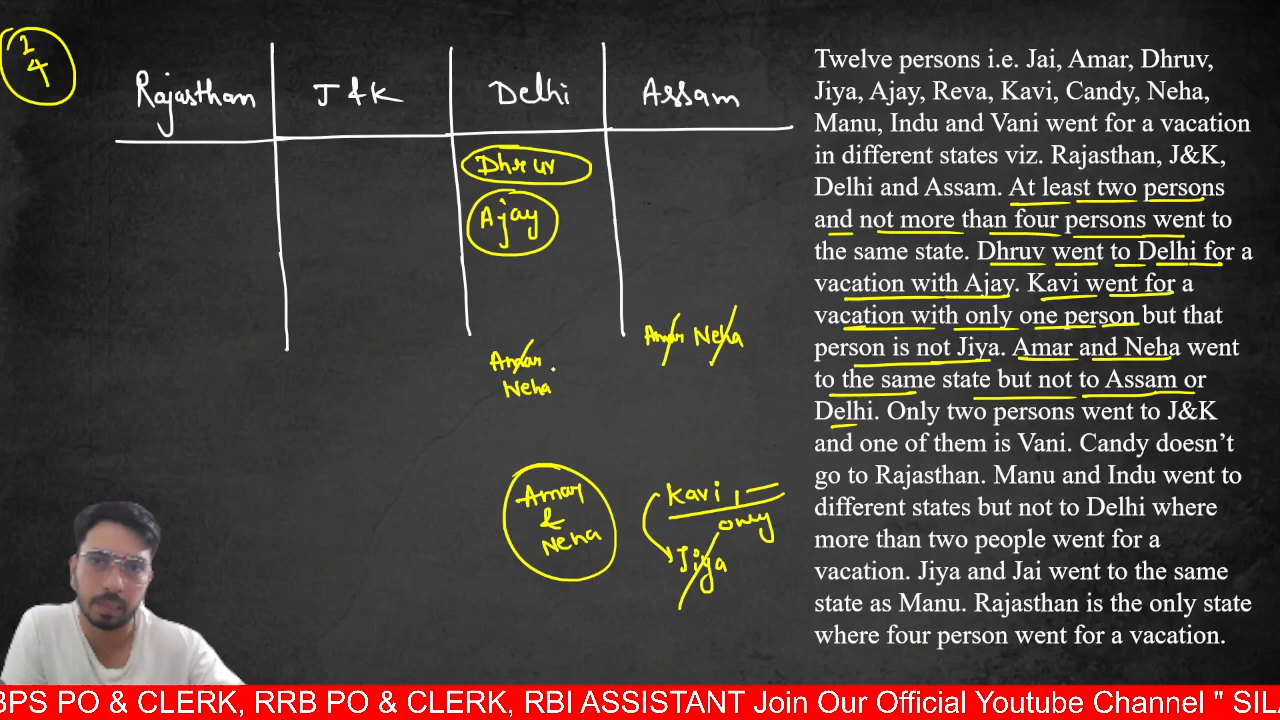 2
4
Rajasthan J & K Delhi Assam
Dhruv
Ajay
Amar Neha
Amar
Neha
Amar
&
Neha
Kavi, =
only
Jiya
Twelve persons i.e. Jai, Amar, Dhruv,
Jiya, Ajay, Reva, Kavi, Candy, Neha,
Manu, Indu and Vani went for a vacation
in different states viz. Rajasthan, J&K,
Delhi and Assam. At least two persons
and not more than four persons went to
the same state. Dhruv went to Delhi for a
vacation with Ajay. Kavi went for a
vacation with only one person but that
person is not Jiya. Amar and Neha went
to the same state but not to Assam or
Delhi. Only two persons went to J&K
and one of them is Vani. Candy doesn’t
go to Rajasthan. Manu and Indu went to
different states but not to Delhi where
more than two people went for a
vacation. Jiya and Jai went to the same
state as Manu. Rajasthan is the only state
where four person went for a vacation.
BPS PO & CLERK, RRB PO & CLERK, RBI ASSISTANT Join Our Official Youtube Channel " SILA